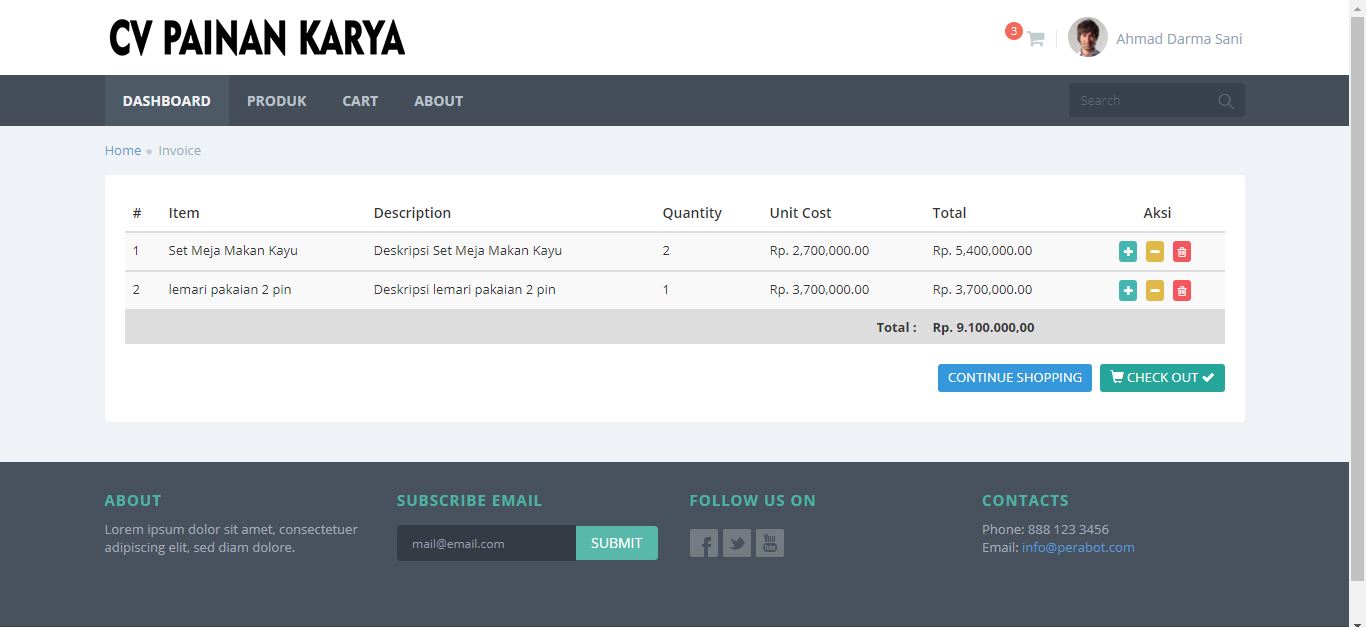 CV PAINAN KARYA
3
Ahmad Darma Sani
DASHBOARD PRODUK CART ABOUT
Search
Home Invoice
# Item Description Quantity Unit Cost Total Aksi
1 Set Meja Makan Kayu Deskripsi Set Meja Makan Kayu 2 Rp. 2,700,000.00 Rp. 5,400,000.00
2 lemari pakaian 2 pin Deskripsi lemari pakaian 2 pin 1 Rp. 3,700,000.00 Rp. 3,700,000.00
Total : Rp. 9.100.000,00
CONTINUE SHOPPING CHECK OUT
ABOUT
Lorem ipsum dolor sit amet, consectetuer
adipiscing elit, sed diam dolore.
SUBSCRIBE EMAIL
mail@email.com SUBMIT
FOLLOW US ON
You
Tube
CONTACTS
Phone: 888 123 3456
Email: info@perabot.com